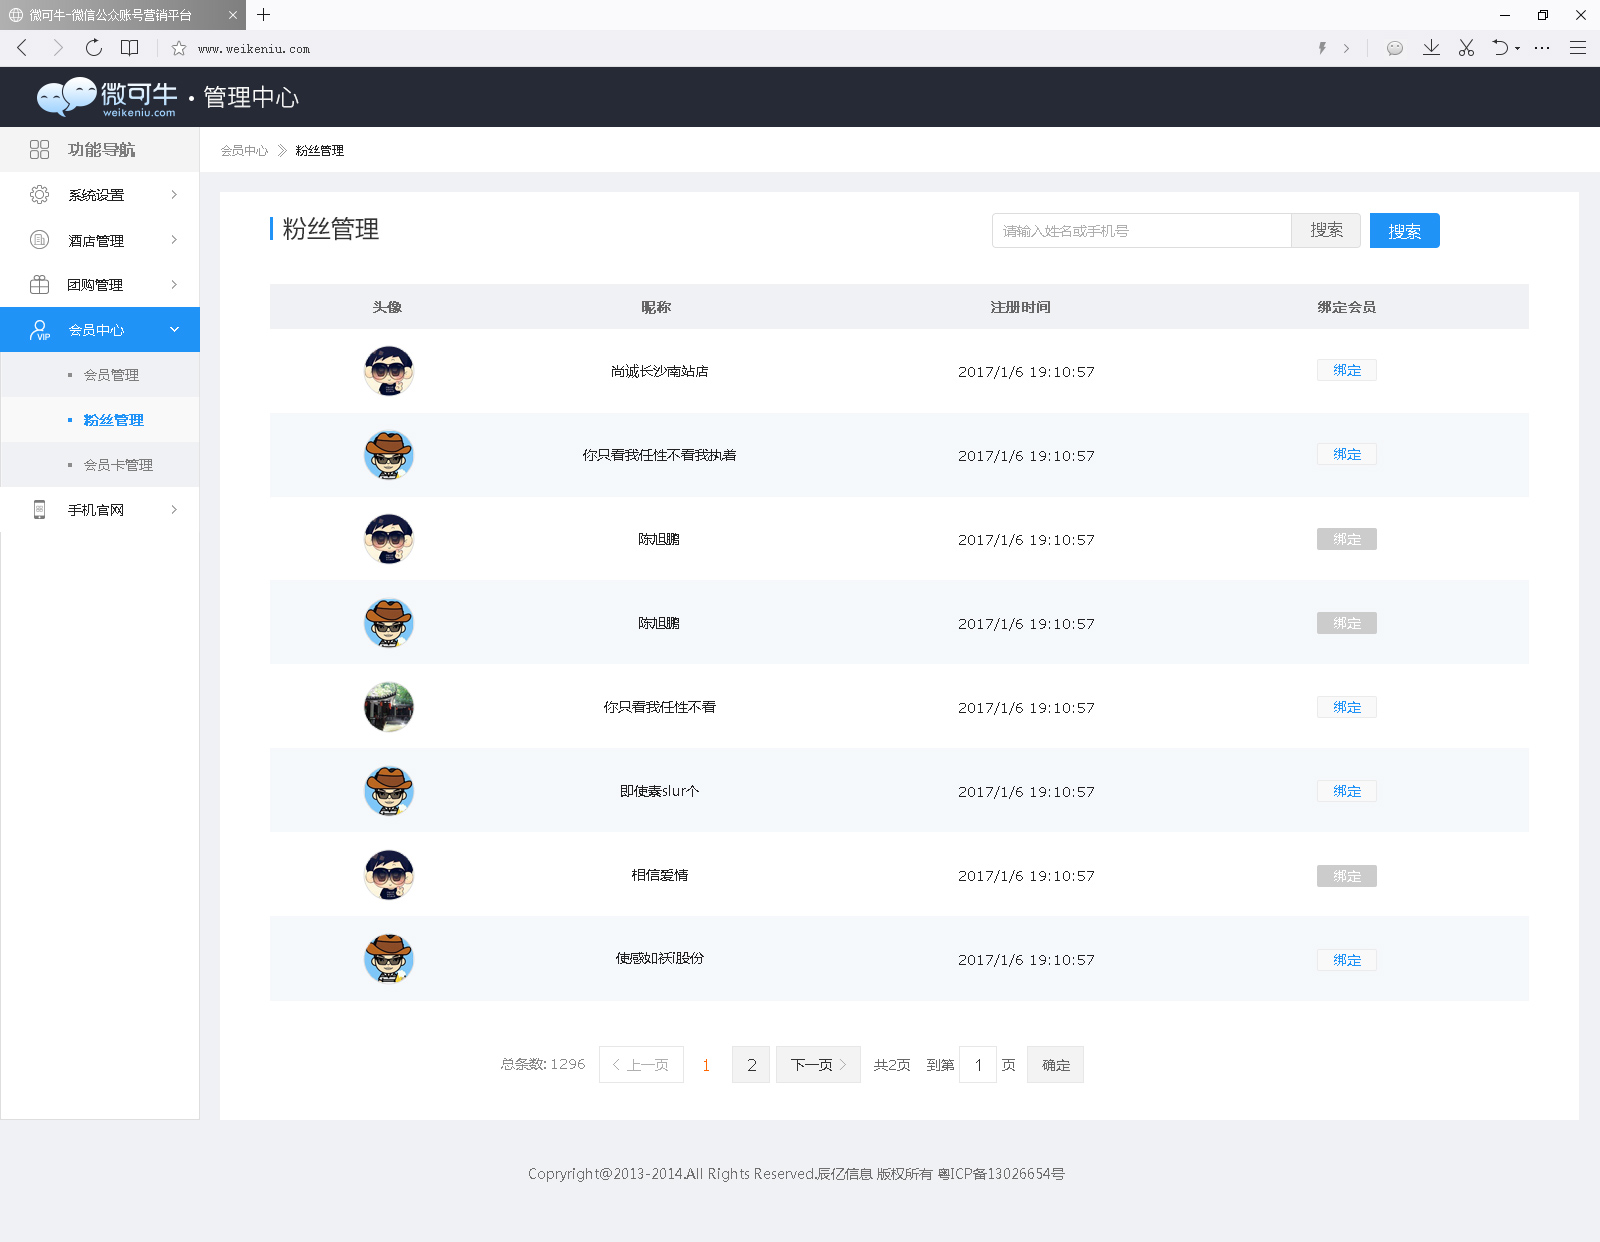 微可牛-微信公众账号营销平台
www.weikeniu.com
微可牛·管理中心
weikeniu.com
功能导航
会员中心 粉丝管理
系统设置
酒店管理
团购管理
会员中心
VIP
会员管理
粉丝管理
会员卡管理
手机官网
粉丝管理 请输入姓名或手机号 搜索 搜索
头像 昵称 注册时间 绑定会员
尚诚长沙南站店 2017/1/6 19:10:57 绑定
你只看我任性不看我执着 2017/1/6 19:10:57 绑定
陈旭鹏 2017/1/6 19:10:57 绑定
陈旭鹏 2017/1/6 19:10:57 绑定
你只看我任性不看 2017/1/6 19:10:57 绑定
即使囊slur个 2017/1/6 19:10:57 绑定
相信爱情 2017/1/6 19:10:57 绑定
使感如袄i股份 2017/1/6 19:10:57 绑定
总条数:1296 上一页 1 2 下一页 共2页 到第 1 页 确定
Copryright@2013-2014.All Rights Reserved.辰亿信息 版权所有 粤ICP备13026654号